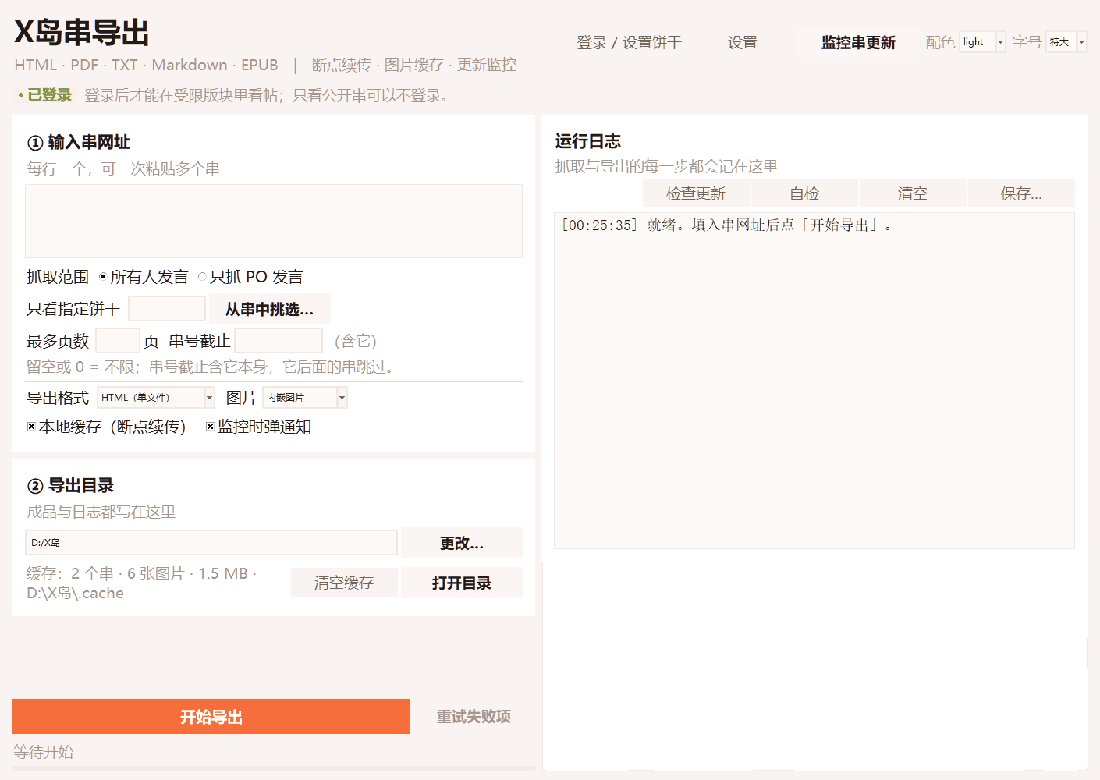 X岛串导出
HTML · PDF · TXT · Markdown · EPUB | 断点续传 · 图片缓存 · 更新监控
登录 / 设置饼干 设置 监控串更新 配色 light 字号 特大
• 已登录 登录后才能在受限版块里看帖；只看公开串可以不登录。
① 输入串网址
每行 个，可 次粘贴多个串
抓取范围 所有人发言 只抓 PO 发言
只看指定饼干 从串中挑选...
最多页数 页 串号截止 （含它）
留空或 0 = 不限；串号截止含它本身，它后面的串跳过。
导出格式 HTML（单文件） 图片 内嵌图片
本地缓存（断点续传） 监控时弹通知
② 导出目录
成品与日志都写在这里
D:/X岛 更改...
缓存：2 个串 · 6 张图片 · 1.5 MB ·
D:\X岛\.cache
清空缓存 打开目录
开始导出 重试失败项
等待开始
运行日志
抓取与导出的每一步都会记在这里
检查更新 自检 清空 保存...
[00:25:35] 就绪。填入串网址后点「开始导出」。